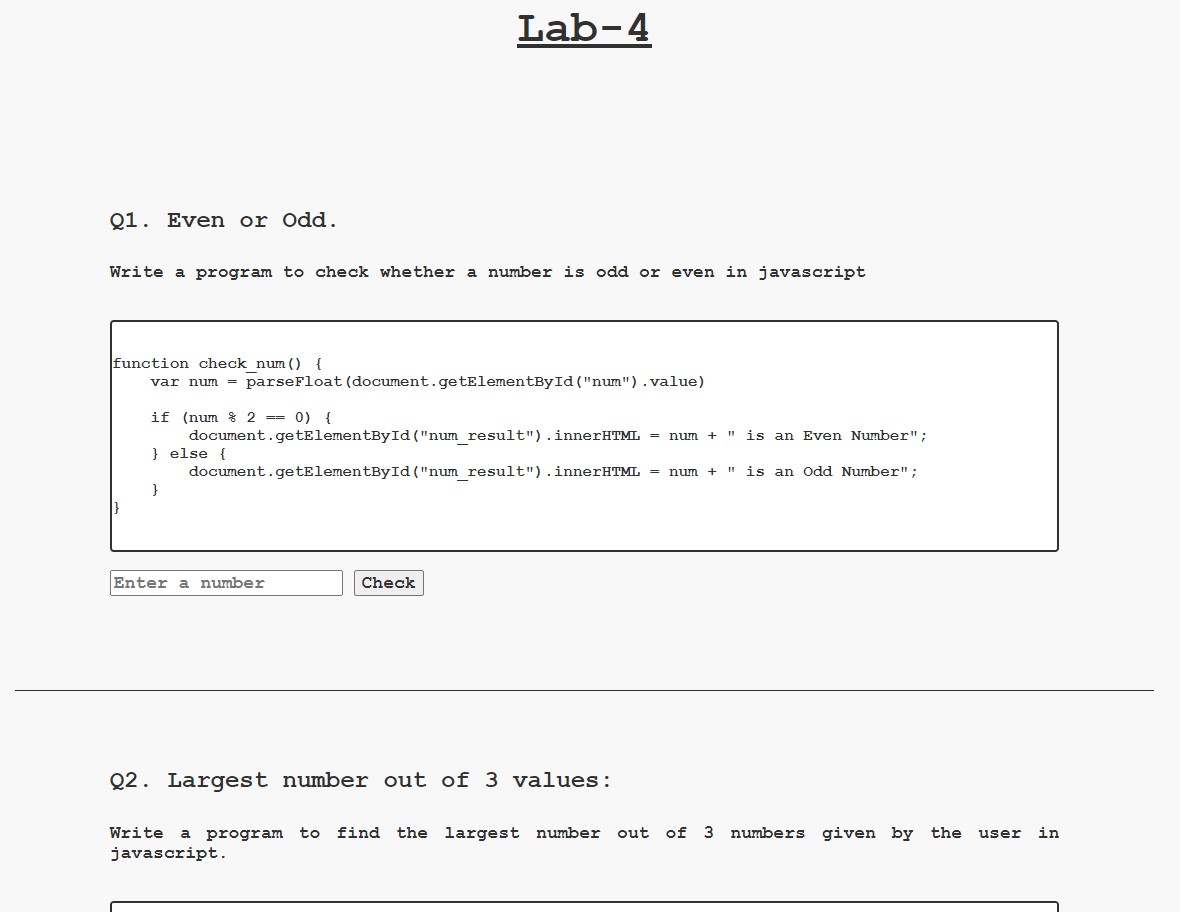 Lab-4
Q1. Even or Odd.
Write a program to check whether a number is odd or even in javascript
function check_num() {
    var num = parseFloat(document.getElementById("num").value)
    if (num % 2 == 0) {
        document.getElementById("num_result").innerHTML = num + " is an Even Number";
    } else {
        document.getElementById("num_result").innerHTML = num + " is an Odd Number";
    }
}
Enter a number Check
Q2. Largest number out of 3 values:
Write a program to find the largest number out of 3 numbers given by the user in
javascript.